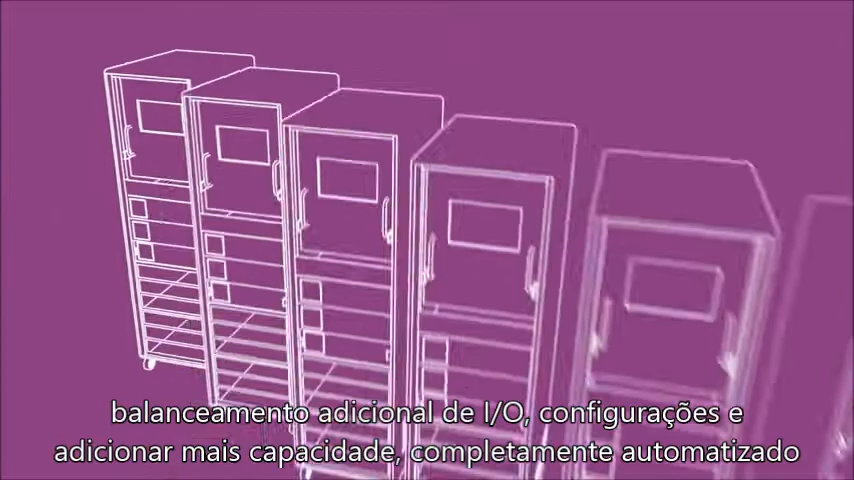 balanceamento adicional de I/O, configurações e
adicionar mais capacidade, completamente automatizado